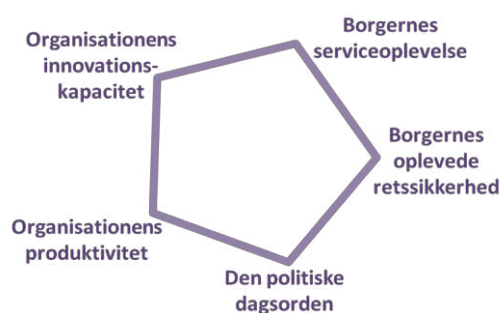 Organisationens
innovations-
kapacitet
Borgernes
serviceoplevelse
Borgernes
oplevede
retssikkerhed
Organisationens
produktivitet
Den politiske
dagsorden